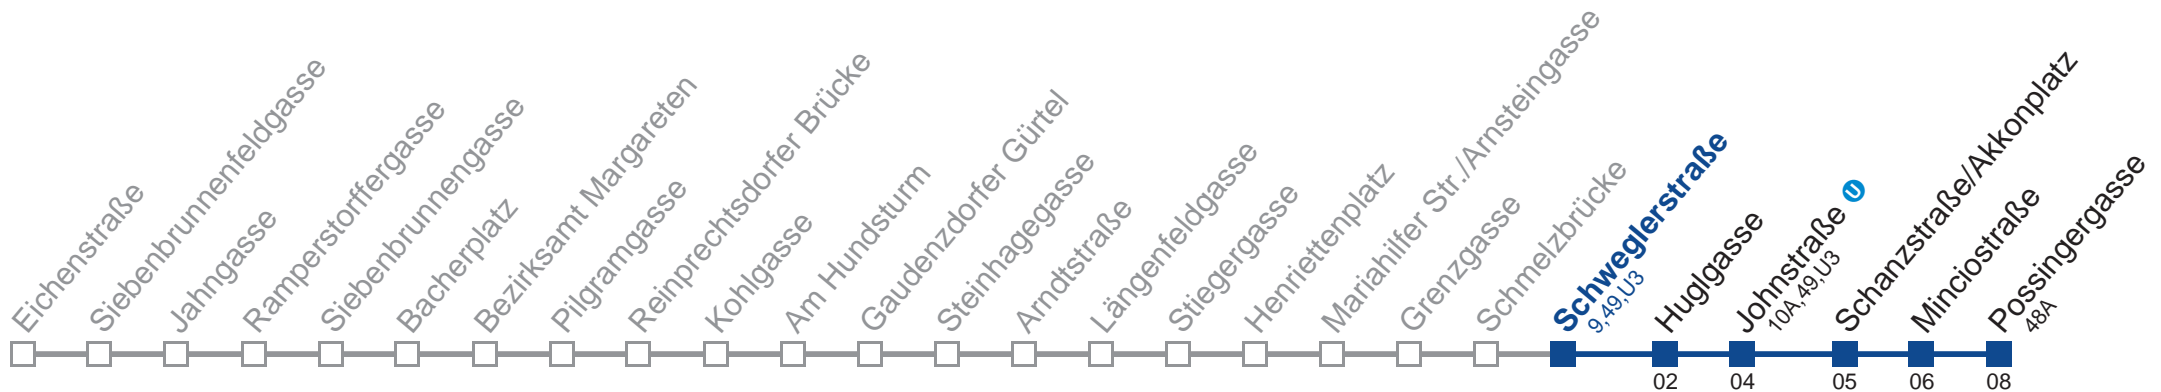 Eichenstraße
Siebenbrunnenfeldgasse
Jahngasse
Ramperstorffergasse
Siebenbrunnengasse
Bacherplatz
Bezirksamt Margareten
Pilgramgasse
Reinprechtsdorfer Brücke
Kohlgasse
Am Hundsturm
Gaudenzdorfer Gürtel
Steinhagegasse
Arndtstraße
Längenfeldgasse
Stiegergasse
Henriettenplatz
Mariahilfer Str./Arnsteingasse
Grenzgasse
Schmelzbrücke
Schweglerstraße
9,49,U3
Huglgasse
02
Johnstraße U
10A,49,U3
04
Schanzstraße/Akkonplatz
05
Minciostraße
06
Possingergasse
48A
08